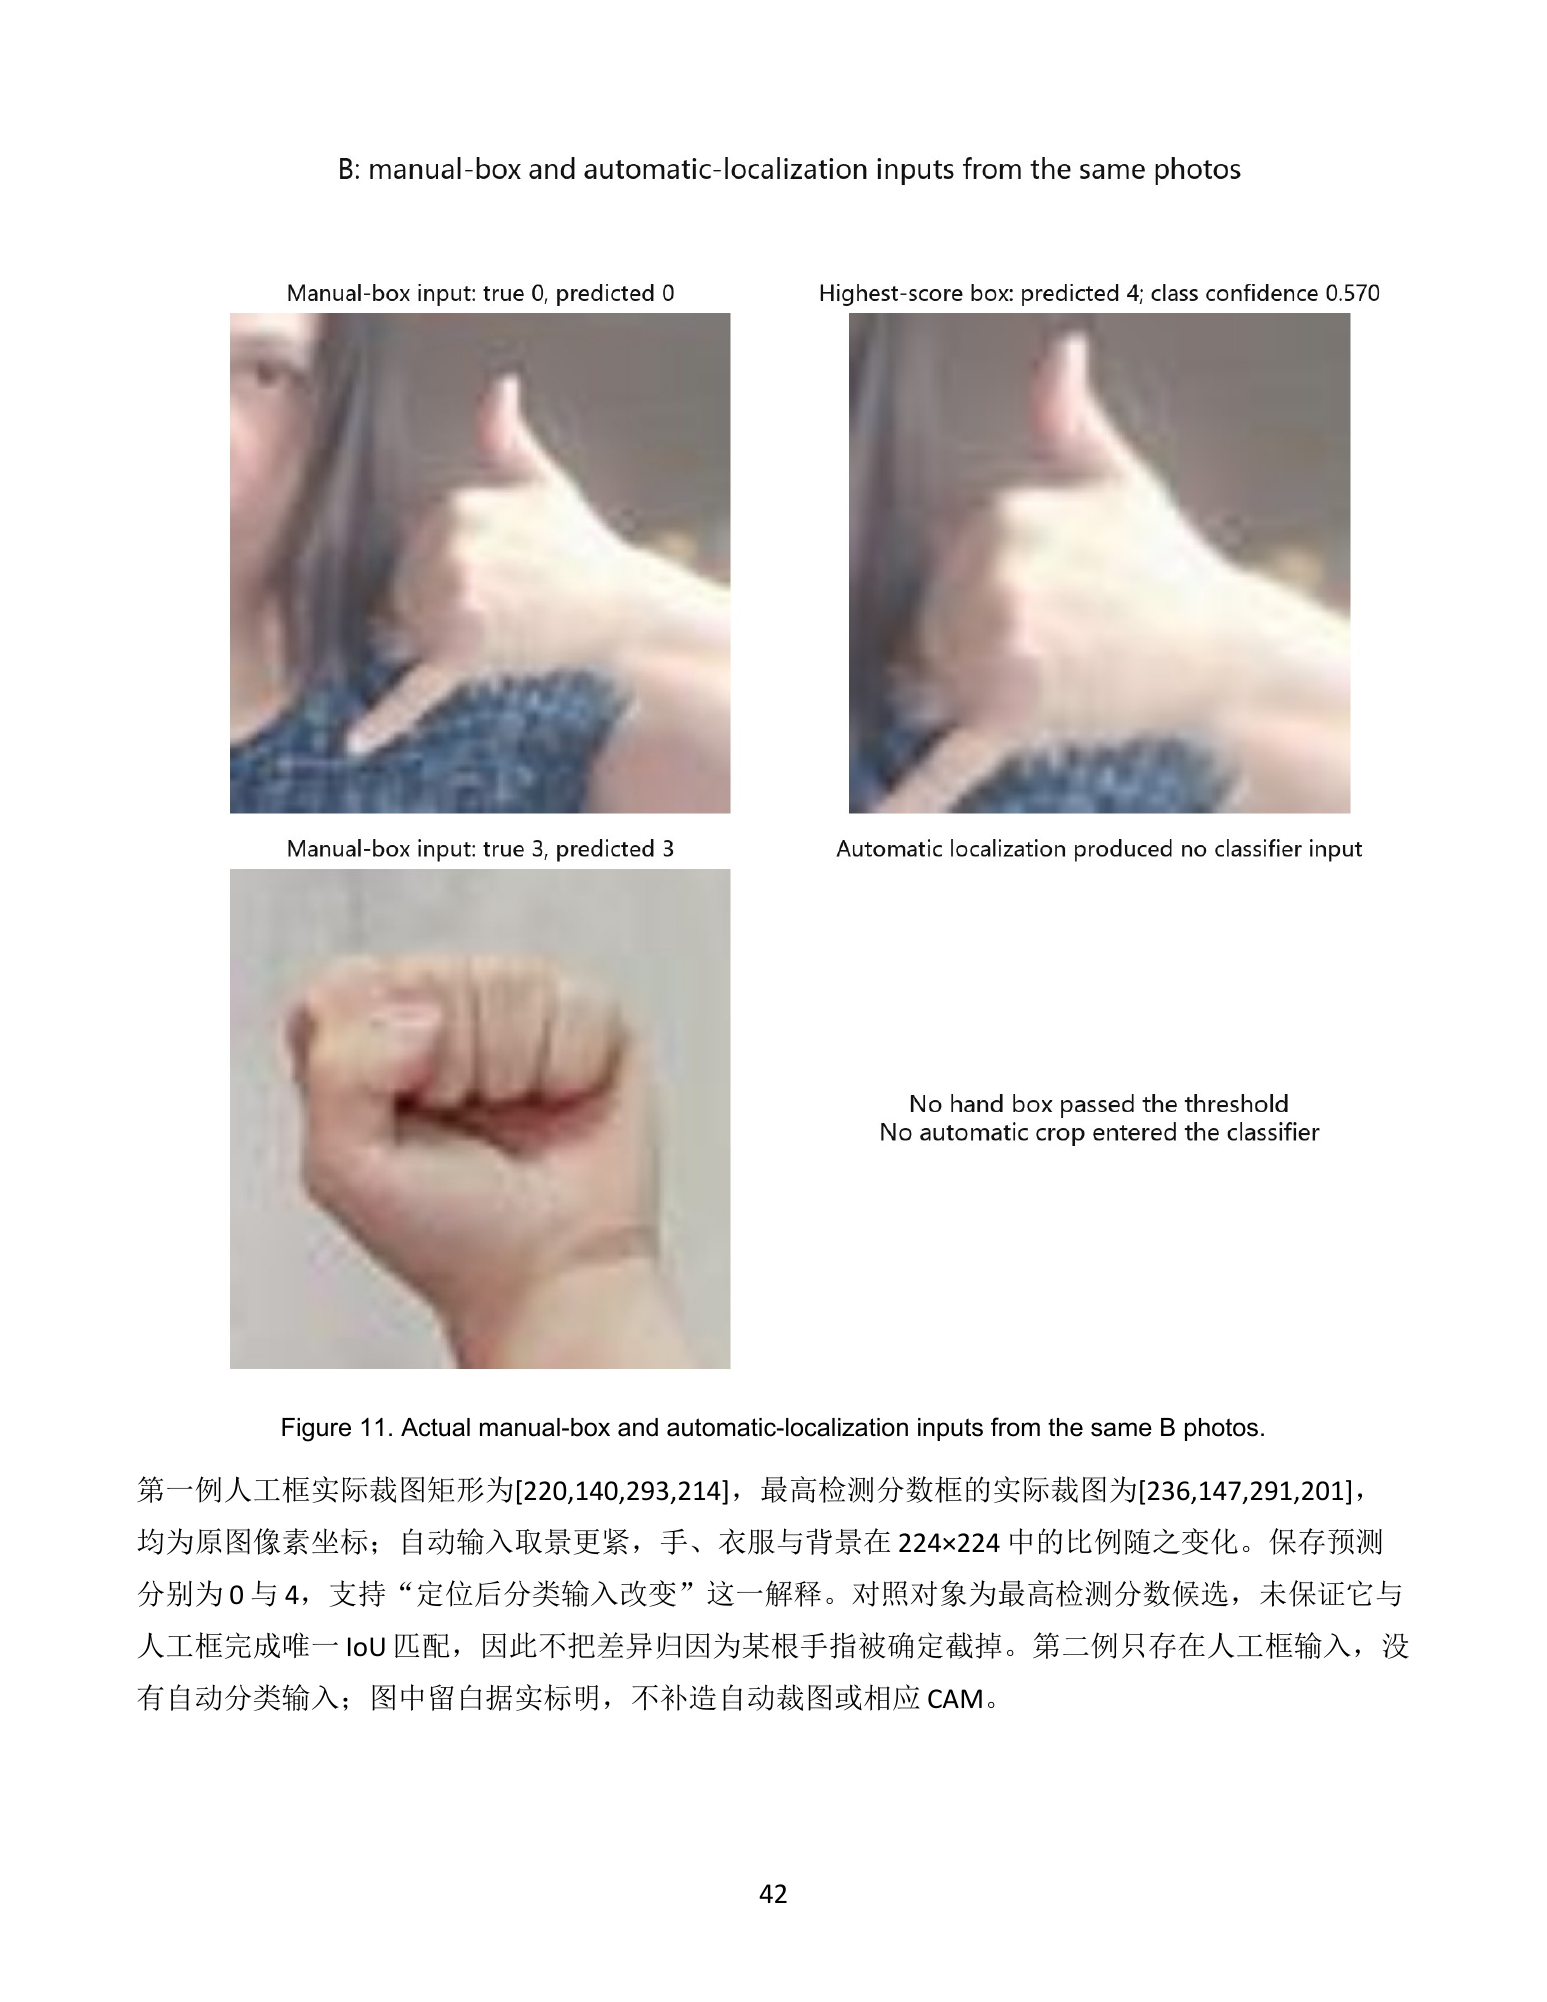 B: manual-box and automatic-localization inputs from the same photos
Manual-box input: true 0, predicted 0
Highest-score box: predicted 4; class confidence 0.570
Manual-box input: true 3, predicted 3
Automatic localization produced no classifier input
No hand box passed the threshold
No automatic crop entered the classifier
Figure 11. Actual manual-box and automatic-localization inputs from the same B photos.
第一例人工框实际裁图矩形为[220,140,293,214]，最高检测分数框的实际裁图为[236,147,291,201]，
均为原图像素坐标；自动输入取景更紧，手、衣服与背景在 224×224 中的比例随之变化。保存预测
分别为 0 与 4，支持“定位后分类输入改变”这一解释。对照对象为最高检测分数候选，未保证它与
人工框完成唯一 IoU 匹配，因此不把差异归因为某根手指被确定截掉。第二例只存在人工框输入，没
有自动分类输入；图中留白据实标明，不补造自动裁图或相应 CAM。
42